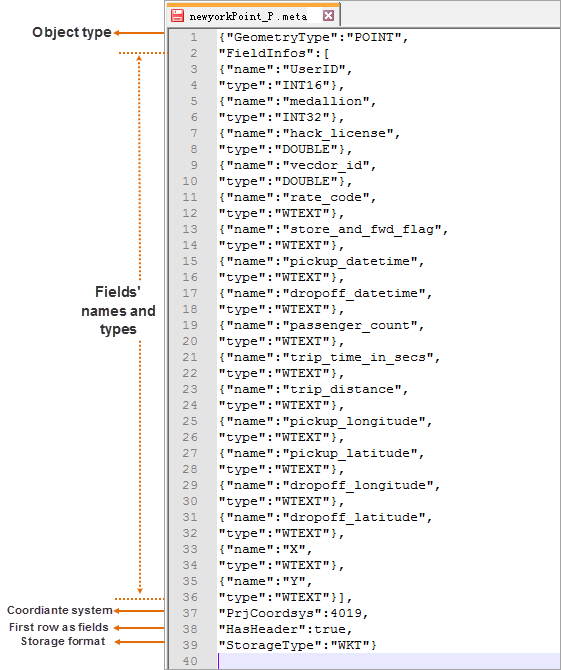 newyorkPoint_P.meta
Object type
1 {"GeometryType":"POINT",
2 "FieldInfos":[
3 {"name":"UserID",
4 "type":"INT16"},
5 {"name":"medallion",
6 "type":"INT32"},
7 {"name":"hack_license",
8 "type":"DOUBLE"},
9 {"name":"vecdor_id",
10 "type":"DOUBLE"},
11 {"name":"rate_code",
12 "type":"WTEXT"},
13 {"name":"store_and_fwd_flag",
14 "type":"WTEXT"},
15 {"name":"pickup_datetime",
16 "type":"WTEXT"},
17 {"name":"dropoff_datetime",
18 "type":"WTEXT"},
19 {"name":"passenger_count",
20 "type":"WTEXT"},
21 {"name":"trip_time_in_secs",
22 "type":"WTEXT"},
23 {"name":"trip_distance",
24 "type":"WTEXT"},
25 {"name":"pickup_longitude",
26 "type":"WTEXT"},
27 {"name":"pickup_latitude",
28 "type":"WTEXT"},
29 {"name":"dropoff_longitude",
30 "type":"WTEXT"},
31 {"name":"dropoff_latitude",
32 "type":"WTEXT"},
33 {"name":"X",
34 "type":"WTEXT"},
35 {"name":"Y",
36 "type":"WTEXT"}],
37 "PrjCoordsys":4019,
38 "HasHeader":true,
39 "StorageType":"WKT"}
40
Fields'
names and
types
Coordiante system
First row as fields
Storage format